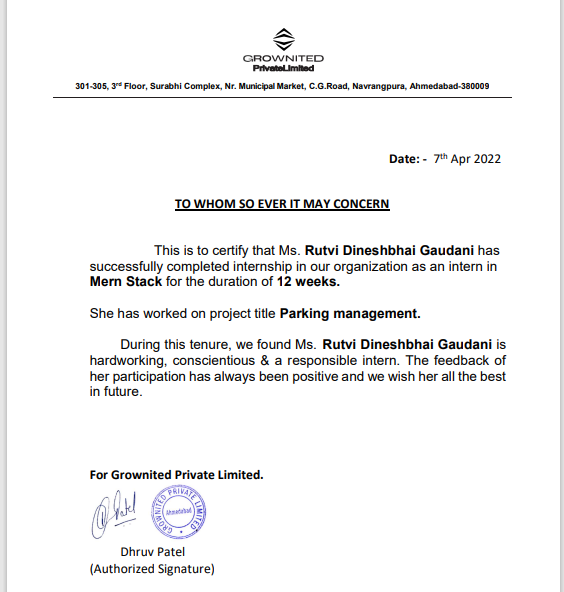 GROWNITED
PrivateLimited
301-305, 3rd Floor, Surabhi Complex, Nr. Municipal Market, C.G.Road, Navrangpura, Ahmedabad-380009
Date: - 7th Apr 2022
TO WHOM SO EVER IT MAY CONCERN
This is to certify that Ms. Rutvi Dineshbhai Gaudani has
successfully completed internship in our organization as an intern in
Mern Stack for the duration of 12 weeks.
She has worked on project title Parking management.
During this tenure, we found Ms. Rutvi Dineshbhai Gaudani is
hardworking, conscientious & a responsible intern. The feedback of
her participation has always been positive and we wish her all the best
in future.
For Grownited Private Limited.
D Patel
GROWNITED PRIVATE LIMITED
Ahmedabad
Dhruv Patel
(Authorized Signature)